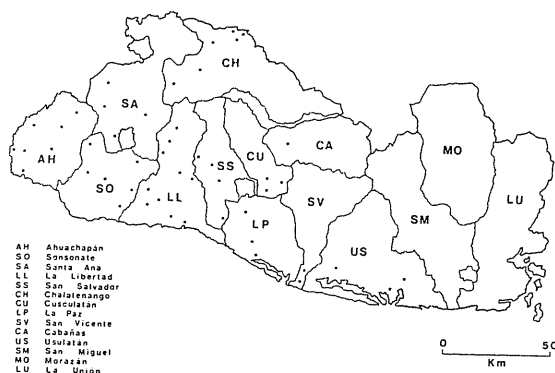 CH
SA
MO
CA
CU
AH
SS
LU
SO
LL
SV
SM
LP
US
AH Ahuachapán
SO Sonsonate
SA Santa Ana
LL La Libertad
SS San Salvador
CH Chalatenango
CU Cusculatán
LP La Paz
SV San Vicente
CA Cabañas
US Usulatán
SM San Miguel
MO Morazán
LU La Unión
0 50
Km